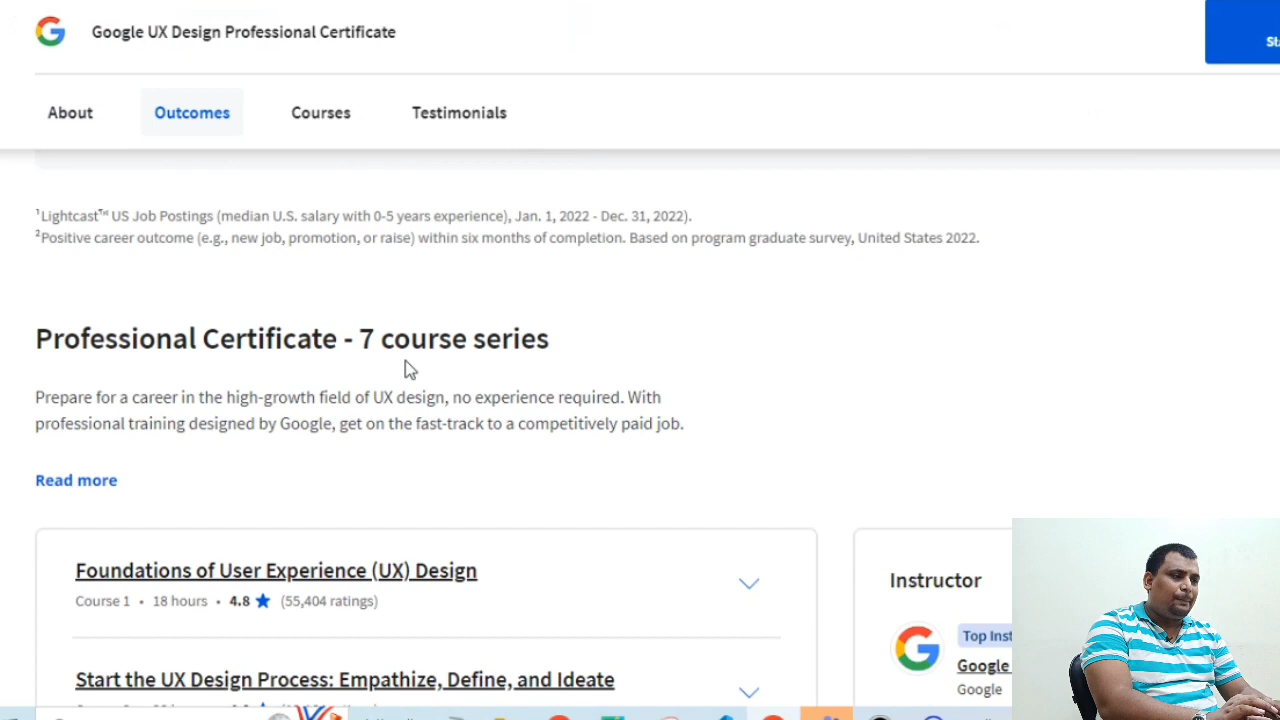 Google UX Design Professional Certificate
St
About Outcomes Courses Testimonials
¹Lightcast™ US Job Postings (median U.S. salary with 0-5 years experience), Jan. 1, 2022 - Dec. 31, 2022).
²Positive career outcome (e.g., new job, promotion, or raise) within six months of completion. Based on program graduate survey, United States 2022.
Professional Certificate - 7 course series
Prepare for a career in the high-growth field of UX design, no experience required. With
professional training designed by Google, get on the fast-track to a competitively paid job.
Read more
Foundations of User Experience (UX) Design
Course 1 • 18 hours • 4.8 ★ (55,404 ratings)
Start the UX Design Process: Empathize, Define, and Ideate
Instructor
Top Inst
Google
Google